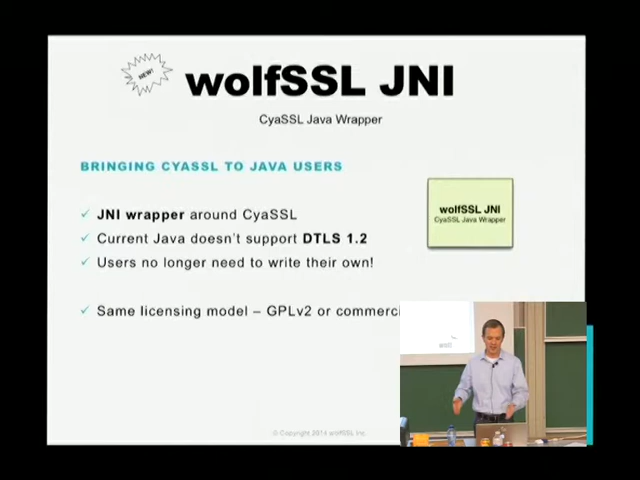 NEW!
wolfSSL JNI
CyaSSL Java Wrapper
BRINGING CYASSL TO JAVA USERS
✓ JNI wrapper around CyaSSL
✓ Current Java doesn't support DTLS 1.2
✓ Users no longer need to write their own!
✓ Same licensing model – GPLv2 or commerci
wolfSSL JNI
CyaSSL Java Wrapper
© Copyright 2014 wolfSSL Inc.